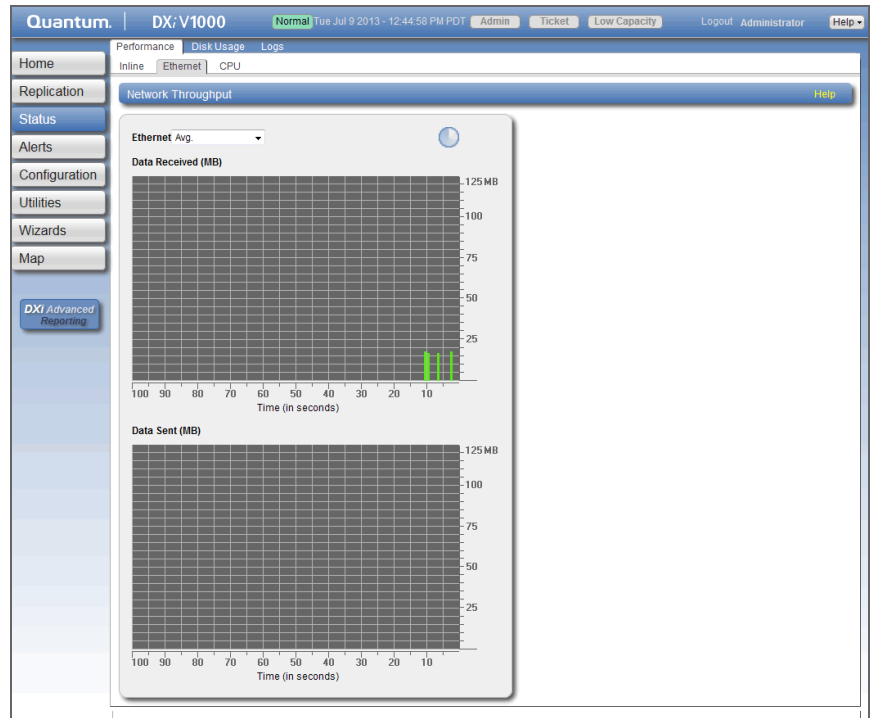 Quantum. DXi V1000 Normal Tue Jul 9 2013 - 12:44:58 PM PDT Admin Ticket Low Capacity Logout Administrator Help
Performance Disk Usage Logs
Inline Ethernet CPU
Home
Replication
Status
Alerts
Configuration
Utilities
Wizards
Map
DXi Advanced
Reporting
Network Throughput Help
Ethernet Avg.
Data Received (MB)
125 MB
100
75
50
25
100 90 80 70 60 50 40 30 20 10
Time (in seconds)
Data Sent (MB)
125 MB
100
75
50
25
100 90 80 70 60 50 40 30 20 10
Time (in seconds)